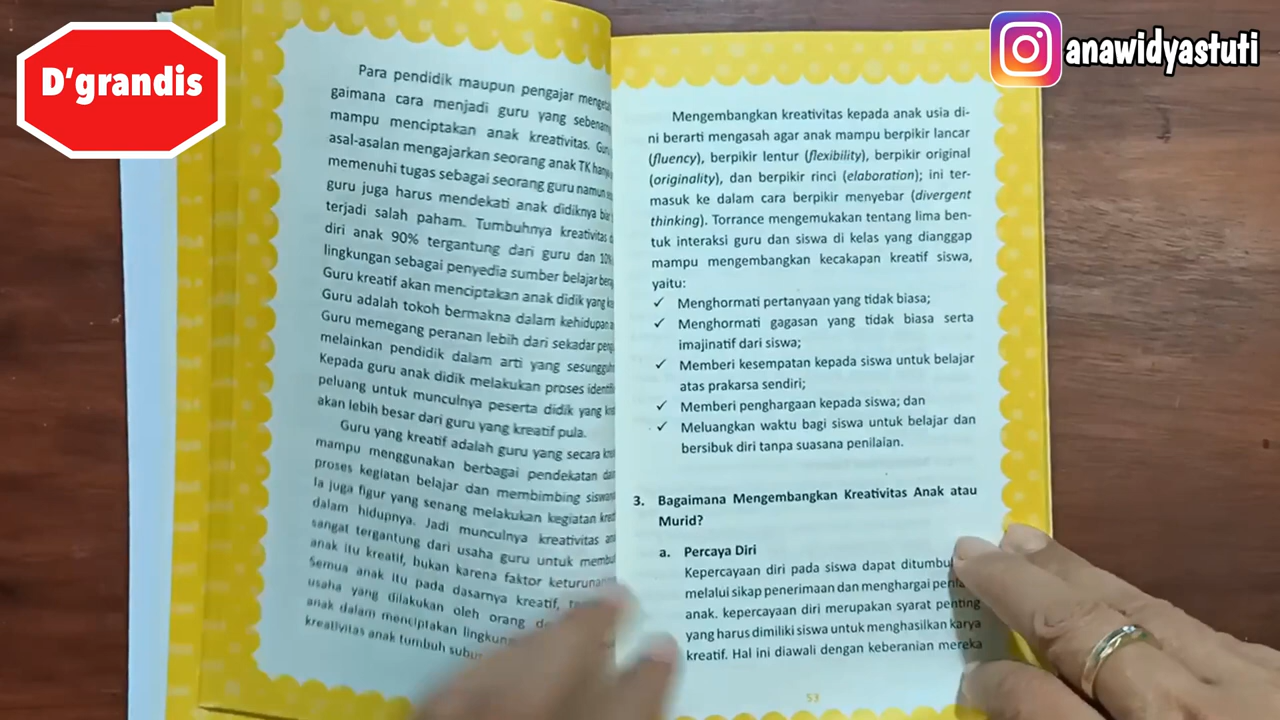 D'grandis
anawidyastuti
Para pendidik maupun pengajar
gaimana cara menjadi guru yang
mampu menciptakan anak kreativitas.
asal-asalan mengajarkan seorang anak TK
memenuhi tugas sebagai seorang guru namun
guru juga harus mendekati anak didiknya
terjadi salah paham. Tumbuhnya kreativitas
diri anak 90% tergantung dari guru dan 10%
lingkungan sebagai penyedia sumber belajar
Guru kreatif akan menciptakan anak didik yang
Guru adalah tokoh bermakna dalam kehidupan
Guru memegang peranan lebih dari sekadar
melainkan pendidik dalam arti yang
Kepada guru anak didik melakukan proses
peluang untuk munculnya peserta didik yang
akan lebih besar dari guru yang kreatif pula.
Guru yang kreatif adalah guru yang secara
mampu menggunakan berbagai pendekatan
proses kegiatan belajar dan membimbing
Ia juga figur yang senang melakukan kegiatan
dalam hidupnya. Jadi munculnya kreativitas
sangat tergantung dari usaha guru untuk
anak itu kreatif, bukan karena faktor
Semua anak itu pada dasarnya kreatif,
usaha yang dilakukan oleh orang
anak dalam menciptakan
kreativitas anak tumbuh
Mengembangkan kreativitas kepada anak usia di-
ni berarti mengasah agar anak mampu berpikir lancar
(fluency), berpikir lentur (flexibility), berpikir original
(originality), dan berpikir rinci (elaboration); ini ter-
masuk ke dalam cara berpikir menyebar (divergent
thinking). Torrance mengemukakan tentang lima ben-
tuk interaksi guru dan siswa di kelas yang dianggap
mampu mengembangkan kecakapan kreatif siswa,
yaitu:
✓ Menghormati pertanyaan yang tidak biasa;
✓ Menghormati gagasan yang tidak biasa serta
imajinatif dari siswa;
✓ Memberi kesempatan kepada siswa untuk belajar
atas prakarsa sendiri;
✓ Memberi penghargaan kepada siswa; dan
✓ Meluangkan waktu bagi siswa untuk belajar dan
bersibuk diri tanpa suasana penilaian.
3. Bagaimana Mengembangkan Kreativitas Anak atau
Murid?
a. Percaya Diri
Kepercayaan diri pada siswa dapat
melalui sikap penerimaan dan menghargai
anak. kepercayaan diri merupakan syarat penting
yang harus dimiliki siswa untuk menghasilkan karya
kreatif. Hal ini diawali dengan keberanian mereka
53